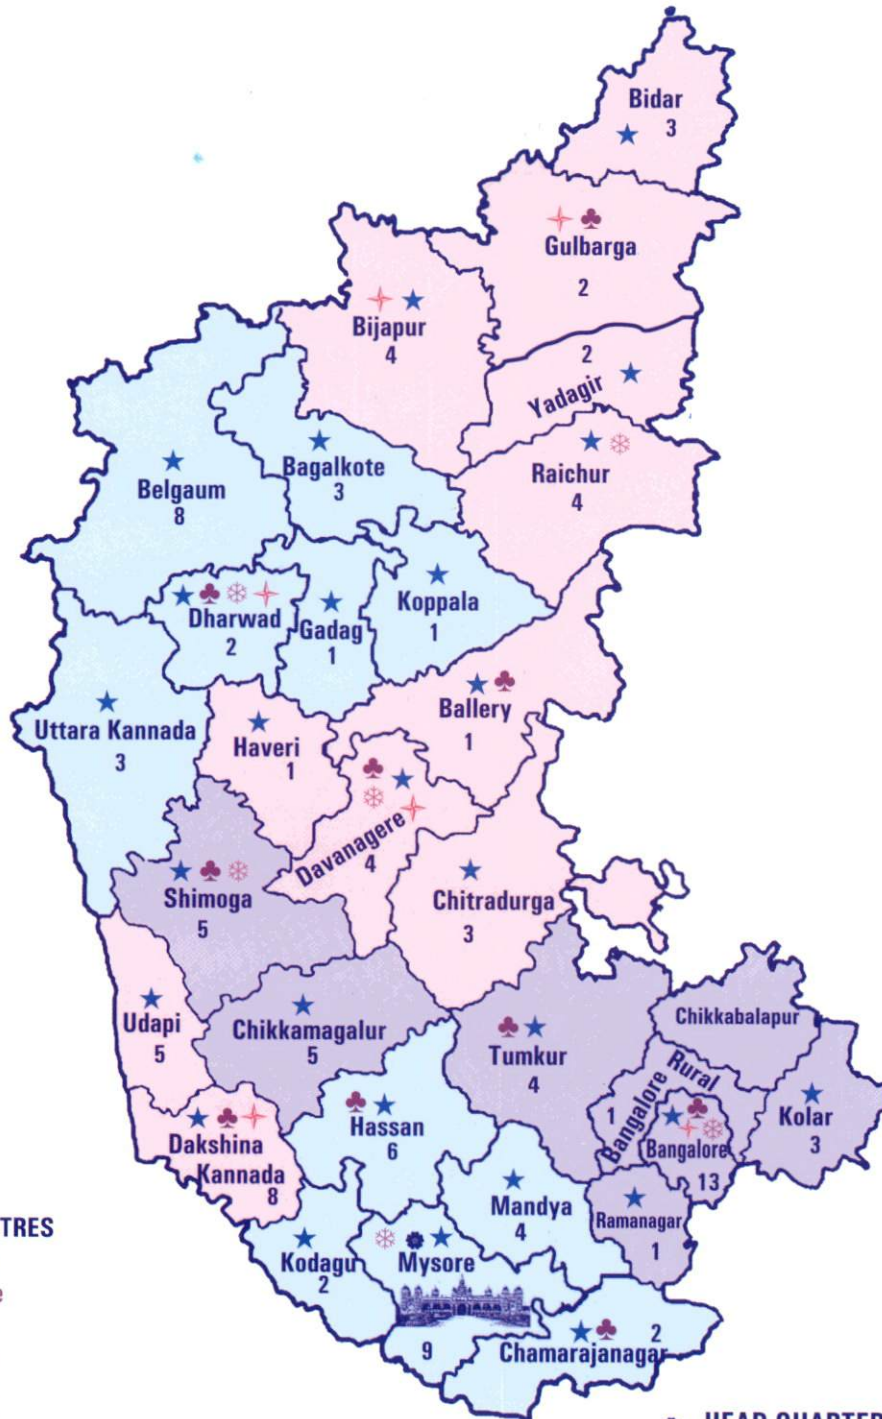 Bidar
3
Gulbarga
2
Bijapur
4
2
Yadagir
Raichur
4
Belgaum
8
Bagalkote
3
Dharwad
2
Gadag
1
Koppala
1
Uttara Kannada
3
Haveri
1
Ballery
1
Davanagere
4
Shimoga
5
Chitradurga
3
Udapi
5
Chikkamagalur
5
Tumkur
4
Chikkabalapur
Bangalore Rural
1
Kolar
3
Bangalore
13
Hassan
6
Dakshina
Kannada
8
Mandya
4
Ramanagar
1
TRES
Kodagu
2
Mysore
9
2
Chamarajanagar
e
HEAD QUARTER